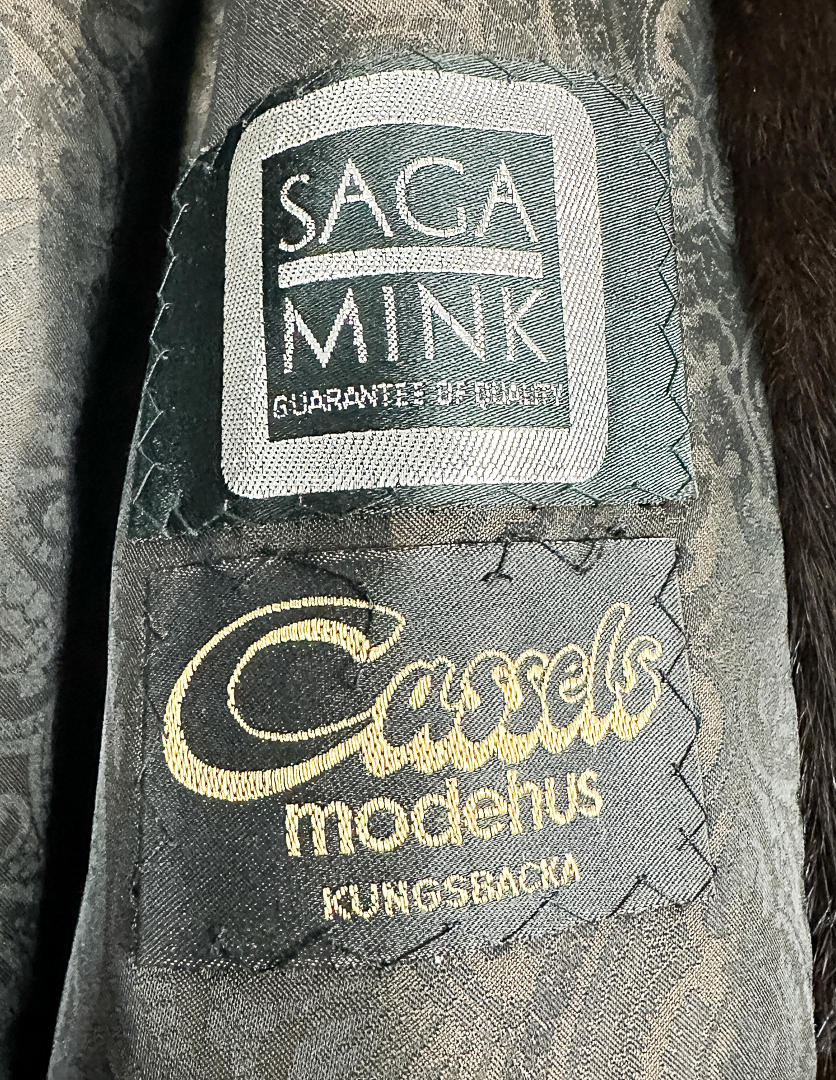 SAGA
MINK
GUARANTEE OF QUALITY
Cassels
modehus
KUNGSBACKA